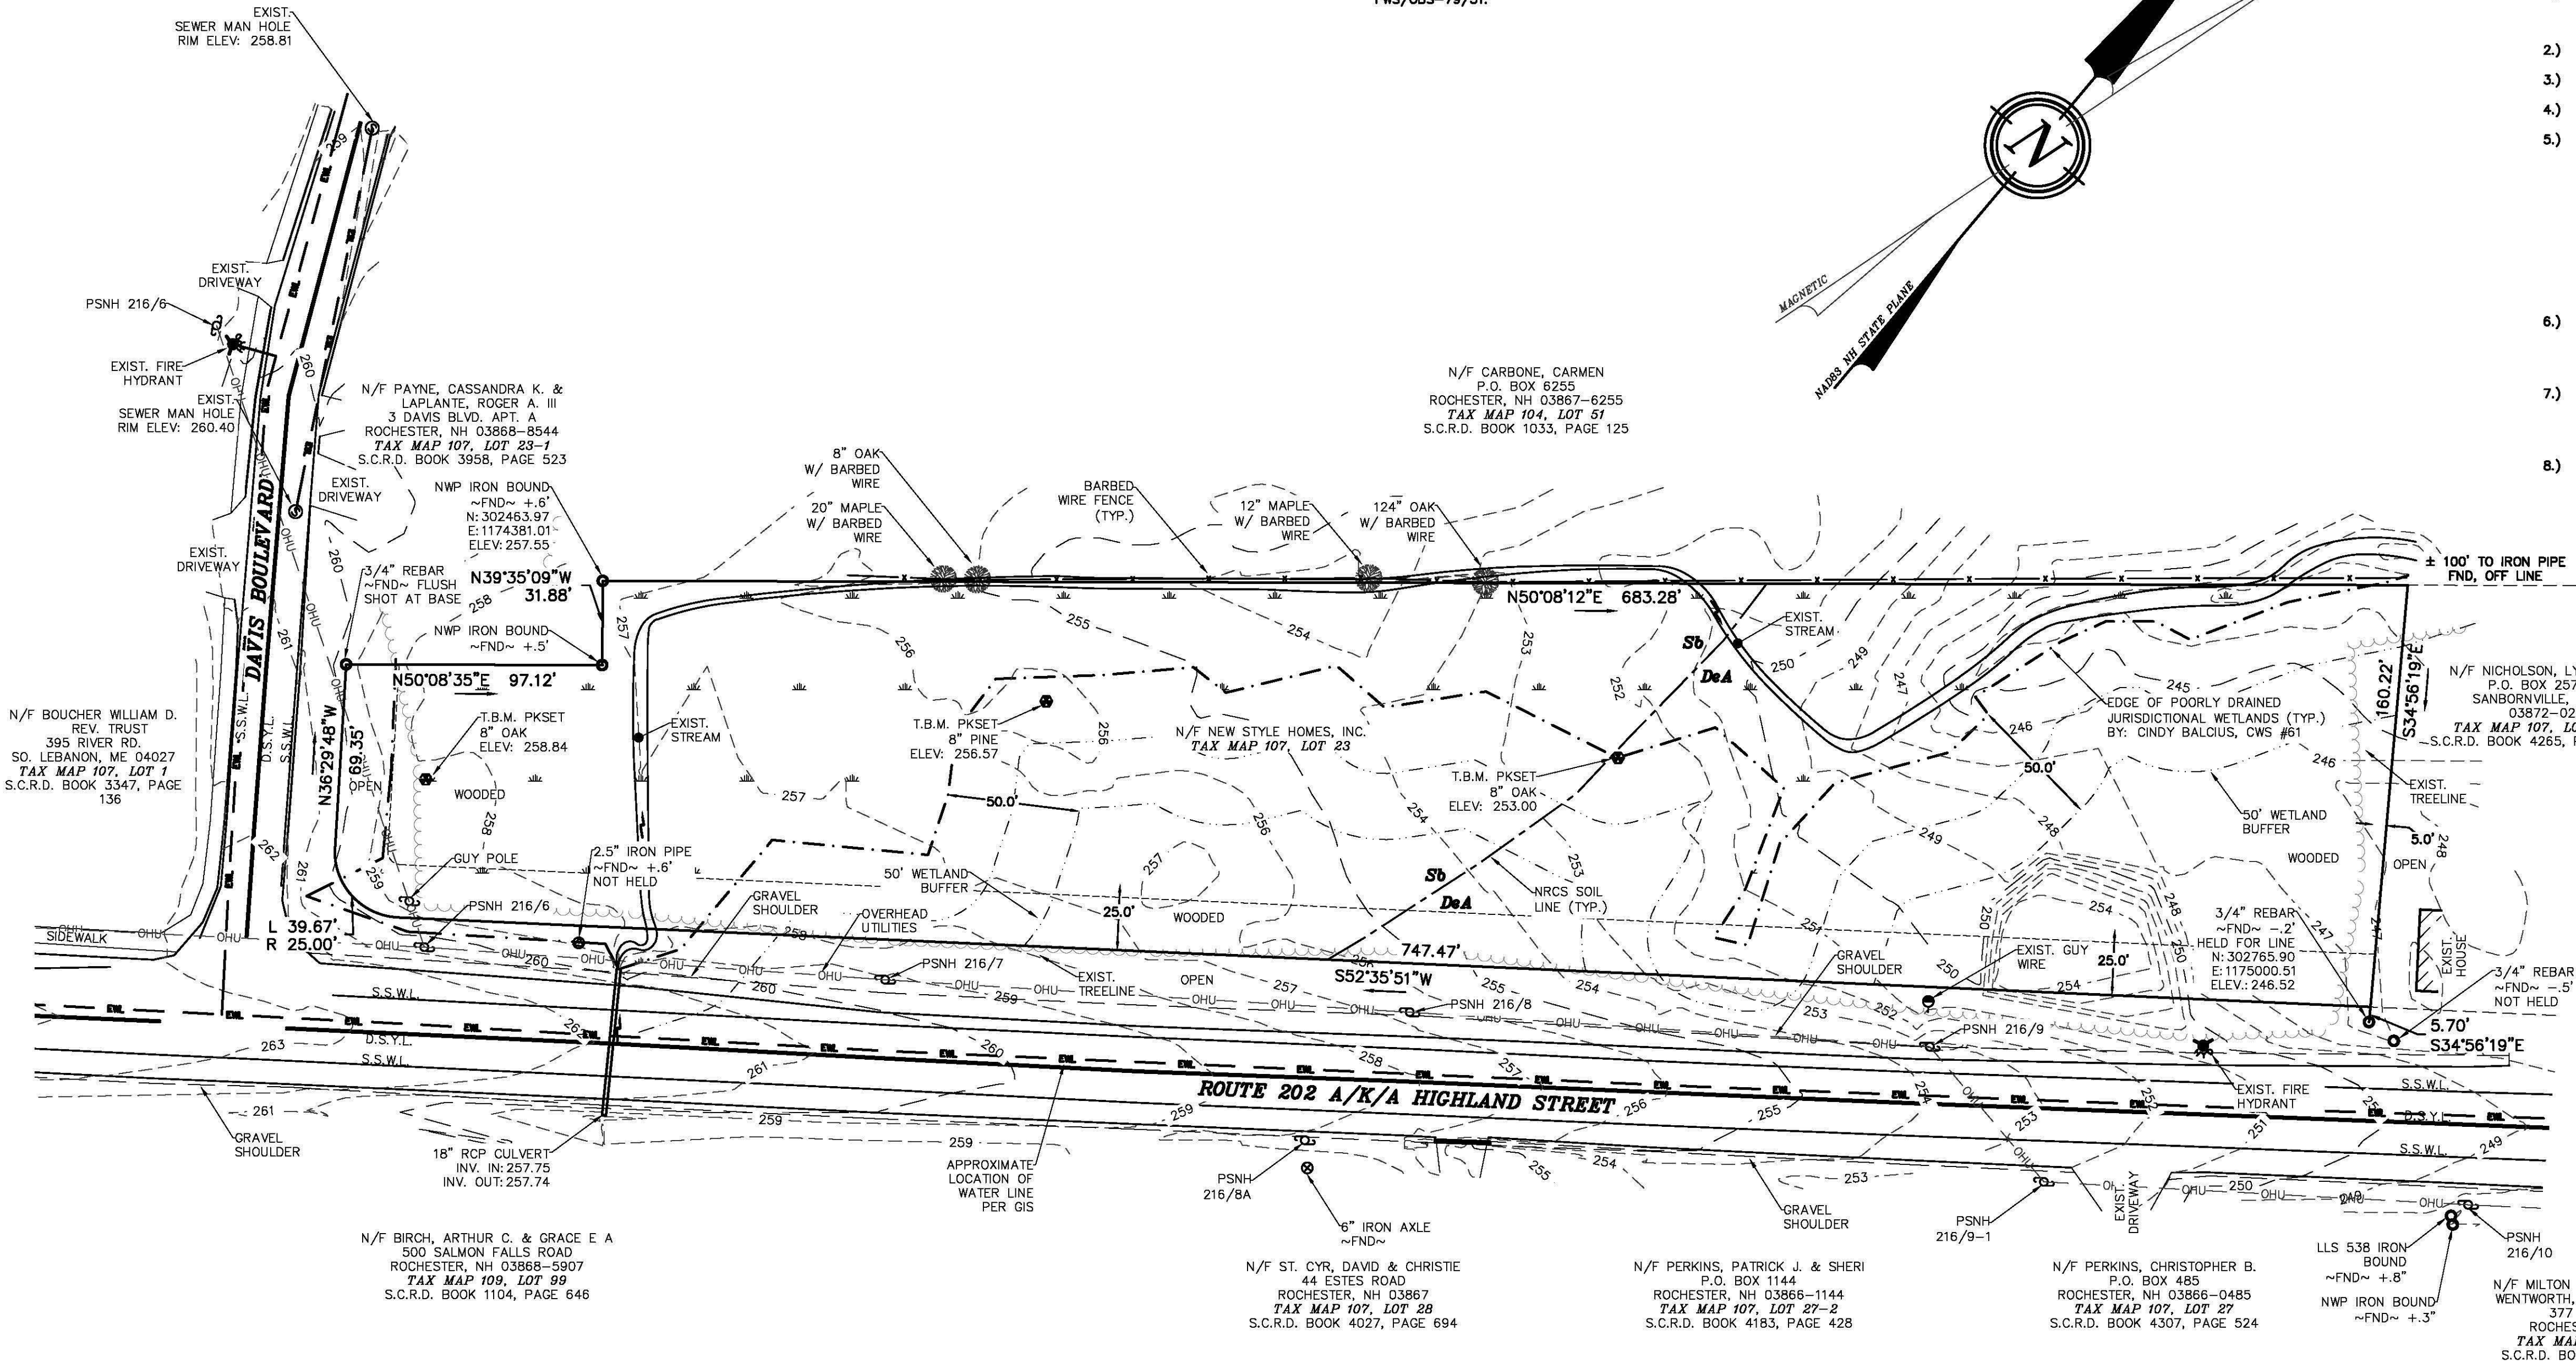 EXIST.
SEWER MAN HOLE
RIM ELEV: 258.81
2.)
3.)
4.)
5.)
6.)
7.)
8.)
N
MAGNETIC
NAD83 NH STATE PLANE
EXIST.
DRIVEWAY
PSNH 216/6
EXIST. FIRE
HYDRANT
EXIST.
SEWER MAN HOLE
RIM ELEV: 260.40
N/F PAYNE, CASSANDRA K. &
LAPLANTE, ROGER A. III
3 DAVIS BLVD. APT. A
ROCHESTER, NH 03868-8544
TAX MAP 107, LOT 23-1
S.C.R.D. BOOK 3958, PAGE 523
EXIST.
DRIVEWAY
N/F CARBONE, CARMEN
P.O. BOX 6255
ROCHESTER, NH 03867-6255
TAX MAP 104, LOT 51
S.C.R.D. BOOK 1033, PAGE 125
NWP IRON BOUND
~FND~ +.6'
N: 302463.97
E: 1174381.01
ELEV: 257.55
8" OAK
W/ BARBED
WIRE
20" MAPLE
W/ BARBED
WIRE
BARBED
WIRE FENCE
(TYP.)
12" MAPLE
W/ BARBED
WIRE
124" OAK
W/ BARBED
WIRE
EXIST.
DRIVEWAY
DAVIS BOULEVARD
3/4" REBAR
~FND~ FLUSH
SHOT AT BASE
N39°35'09"W
31.88'
NWP IRON BOUND
~FND~ +.5'
N50°08'35"E 97.12'
N50°08'12"E 683.28'
± 100' TO IRON PIPE
FND, OFF LINE
EXIST.
STREAM
Sb
DeA
N36°29'48"W
69.35'
OPEN
WOODED
T.B.M. PKSET
8" OAK
ELEV: 258.84
EXIST.
STREAM
T.B.M. PKSET
8" PINE
ELEV: 256.57
N/F NEW STYLE HOMES, INC.
TAX MAP 107, LOT 23
T.B.M. PKSET
8" OAK
ELEV: 253.00
EDGE OF POORLY DRAINED
JURISDICTIONAL WETLANDS (TYP.)
BY: CINDY BALCIUS, CWS #61
160.22'
S34°56'19"E
N/F NICHOLSON,
P.O. BOX
SANBORNVILLE,
TAX MAP 107,
S.C.R.D. BOOK 4265,
N/F BOUCHER WILLIAM D.
REV. TRUST
395 RIVER RD.
SO. LEBANON, ME 04027
TAX MAP 107, LOT 1
S.C.R.D. BOOK 3347, PAGE
136
50.0'
50.0'
EXIST.
TREELINE
50' WETLAND
BUFFER
5.0'
WOODED
OPEN
GUY POLE
2.5" IRON PIPE
~FND~ +.6'
NOT HELD
PSNH 216/6
50' WETLAND
BUFFER
GRAVEL
SHOULDER
OVERHEAD
UTILITIES
25.0'
WOODED
Sb
DeA
NRCS SOIL
LINE (TYP.)
L 39.67'
R 25.00'
SIDEWALK
747.47'
S52°35'51"W
PSNH 216/7
EXIST.
TREELINE
OPEN
PSNH 216/8
GRAVEL
SHOULDER
EXIST. GUY
WIRE
25.0'
PSNH 216/9
3/4" REBAR
~FND~ -.2'
HELD FOR LINE
N: 302765.90
E: 1175000.51
ELEV.: 246.52
EXIST.
HOUSE
3/4" REBAR
~FND~ -.5'
NOT HELD
5.70'
S34°56'19"E
EXIST. FIRE
HYDRANT
S.S.W.L.
D.S.Y.L.
S.S.W.L.
ROUTE 202 A/K/A HIGHLAND STREET
S.S.W.L.
D.S.Y.L.
S.S.W.L.
GRAVEL
SHOULDER
18" RCP CULVERT
INV. IN: 257.75
INV. OUT: 257.74
APPROXIMATE
LOCATION OF
WATER LINE
PER GIS
PSNH
216/8A
6" IRON AXLE
~FND~
GRAVEL
SHOULDER
PSNH
216/9-1
EXIST.
DRIVEWAY
LLS 538 IRON
BOUND
~FND~ +.8"
NWP IRON BOUND
~FND~ +.3"
PSNH
216/10
N/F BIRCH, ARTHUR C. & GRACE E A
500 SALMON FALLS ROAD
ROCHESTER, NH 03868-5907
TAX MAP 109, LOT 99
S.C.R.D. BOOK 1104, PAGE 646
N/F ST. CYR, DAVID & CHRISTIE
44 ESTES ROAD
ROCHESTER, NH 03867
TAX MAP 107, LOT 28
S.C.R.D. BOOK 4027, PAGE 694
N/F PERKINS, PATRICK J. & SHERI
P.O. BOX 1144
ROCHESTER, NH 03866-1144
TAX MAP 107, LOT 27-2
S.C.R.D. BOOK 4183, PAGE 428
N/F PERKINS, CHRISTOPHER B.
P.O. BOX 485
ROCHESTER, NH 03866-0485
TAX MAP 107, LOT 27
S.C.R.D. BOOK 4307, PAGE 524
N/F MILTON
WENTWORTH,
377